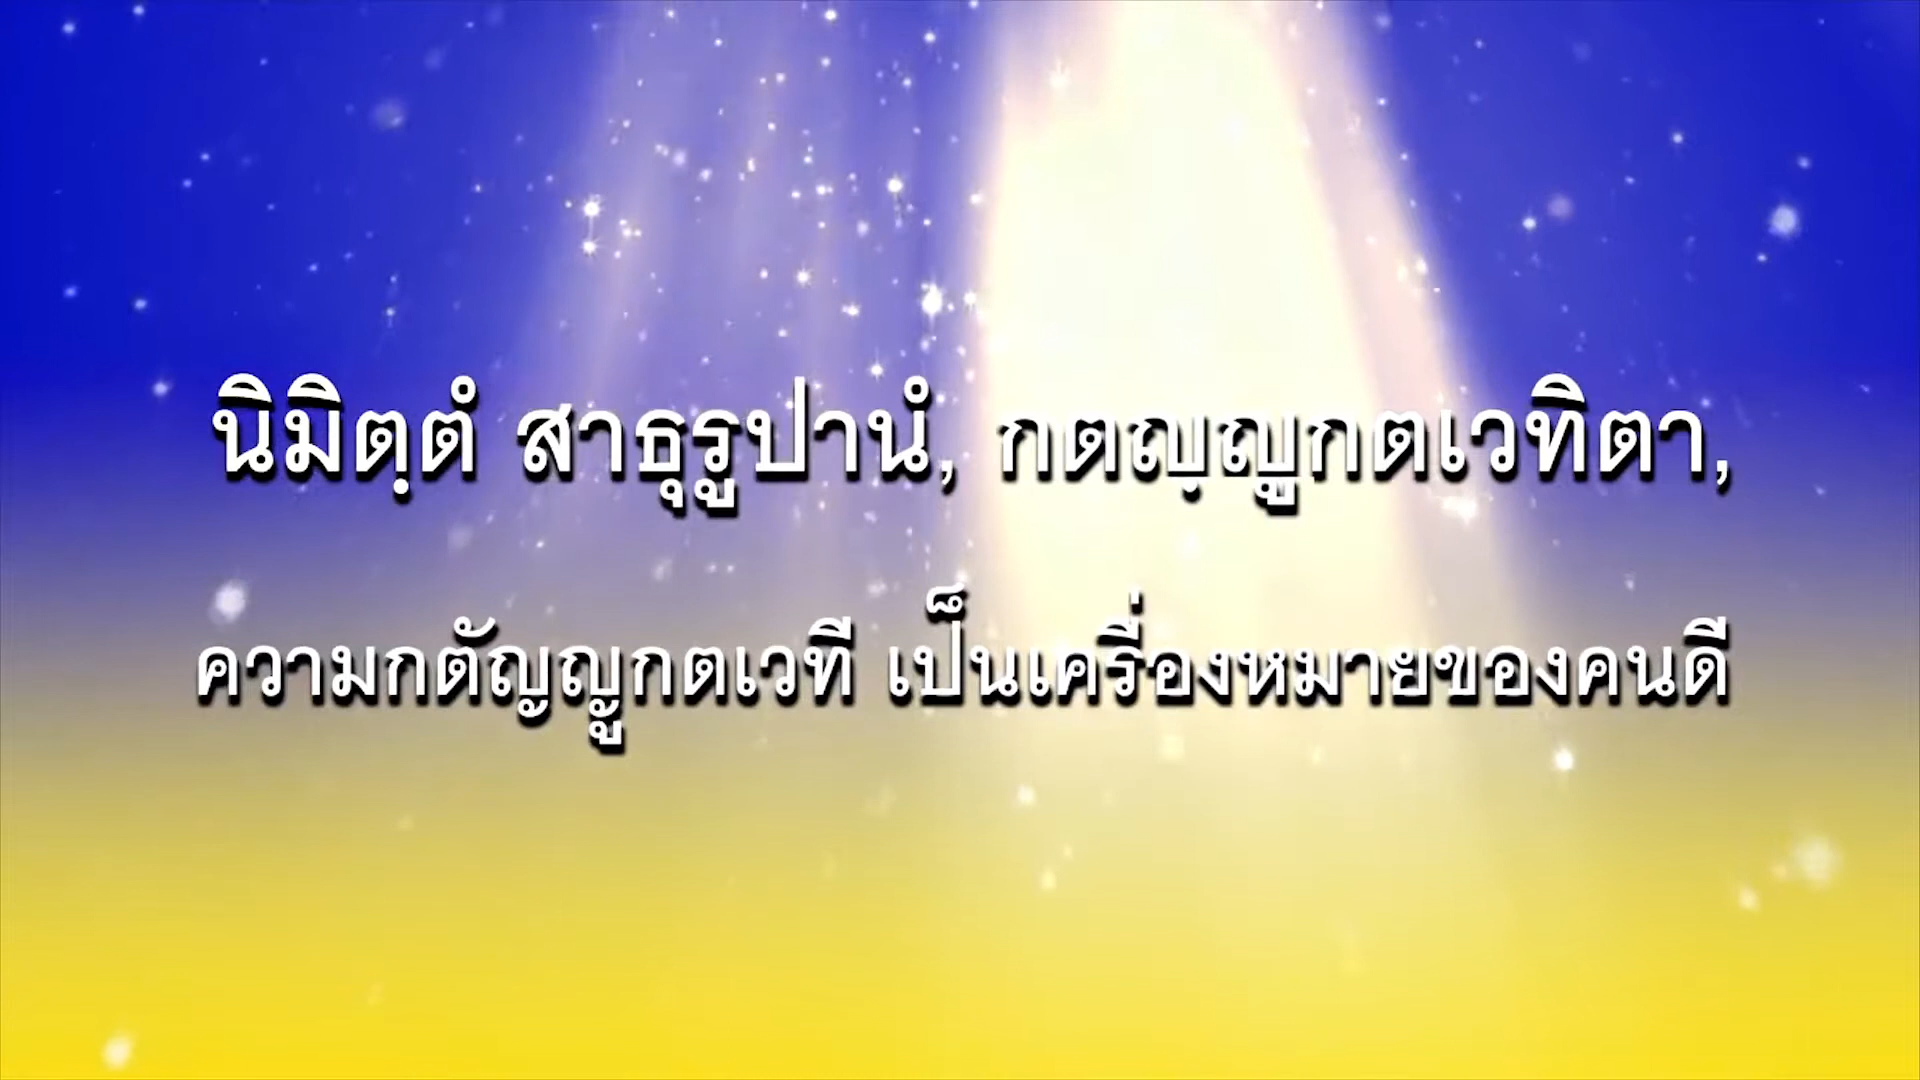 นิมิตฺตํ สาธุรูปานํ, กตญฺญูกตเวทิตา,
ความกตัญญูกตเวที เป็นเครื่องหมายของคนดี